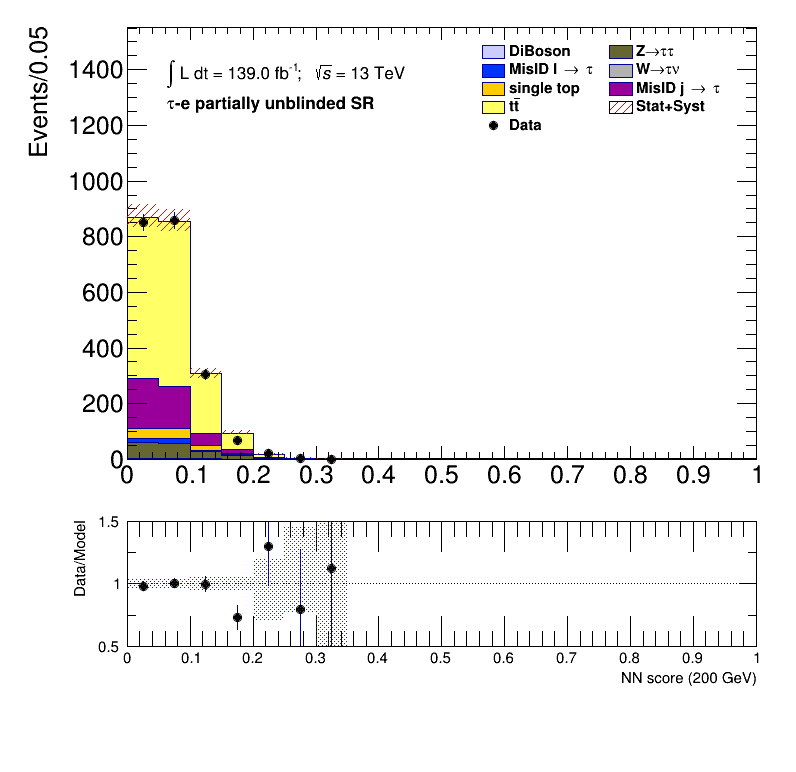 Events/0.05
1400
1200
1000
800
600
400
200
0
∫ L dt = 139.0 fb⁻¹; √s = 13 TeV
τ-e partially unblinded SR
DiBoson
MisID l → τ
single top
tt̄
Data
Z→ττ
W→τν
MisID j → τ
Stat+Syst
0 0.1 0.2 0.3 0.4 0.5 0.6 0.7 0.8 0.9 1
Data/Model
1.5
1
0.5
0 0.1 0.2 0.3 0.4 0.5 0.6 0.7 0.8 0.9 1
NN score (200 GeV)